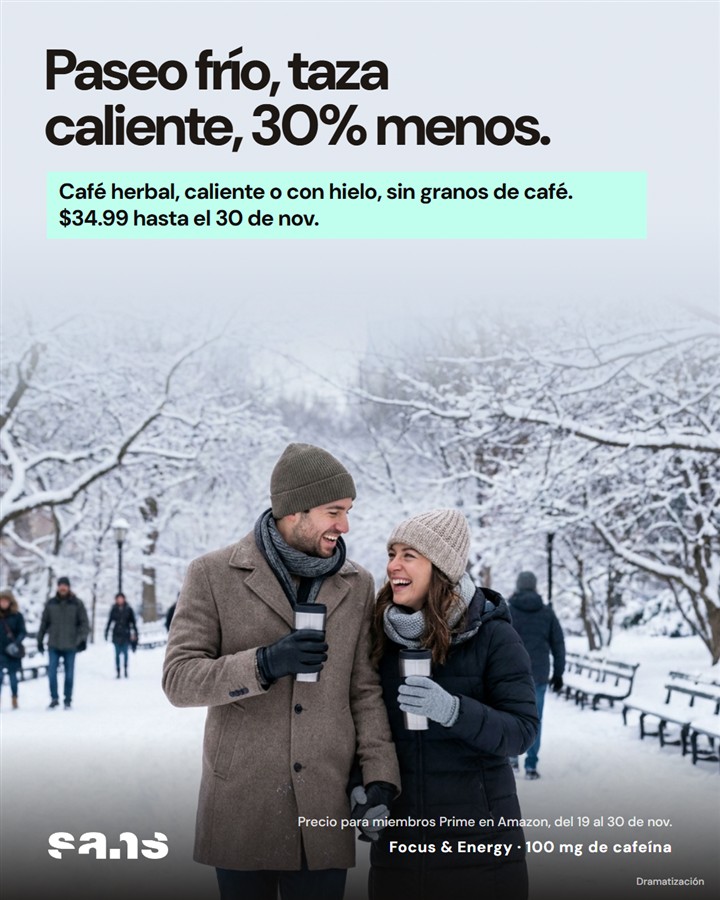 Paseo frío, taza
caliente, 30% menos.
Café herbal, caliente o con hielo, sin granos de café.
$34.99 hasta el 30 de nov.
Precio para miembros Prime en Amazon, del 19 al 30 de nov.
sans
Focus & Energy · 100 mg de cafeína
Dramatización